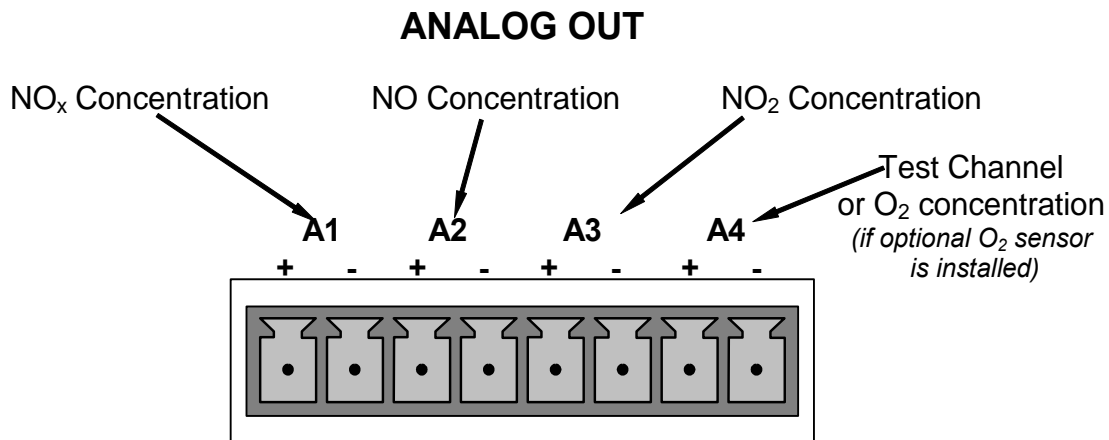 ANALOG OUT
NOₓ Concentration NO Concentration NO₂ Concentration
Test Channel
or O₂ concentration
(if optional O₂ sensor
is installed)
A1 A2 A3 A4
+ - + - + - + -